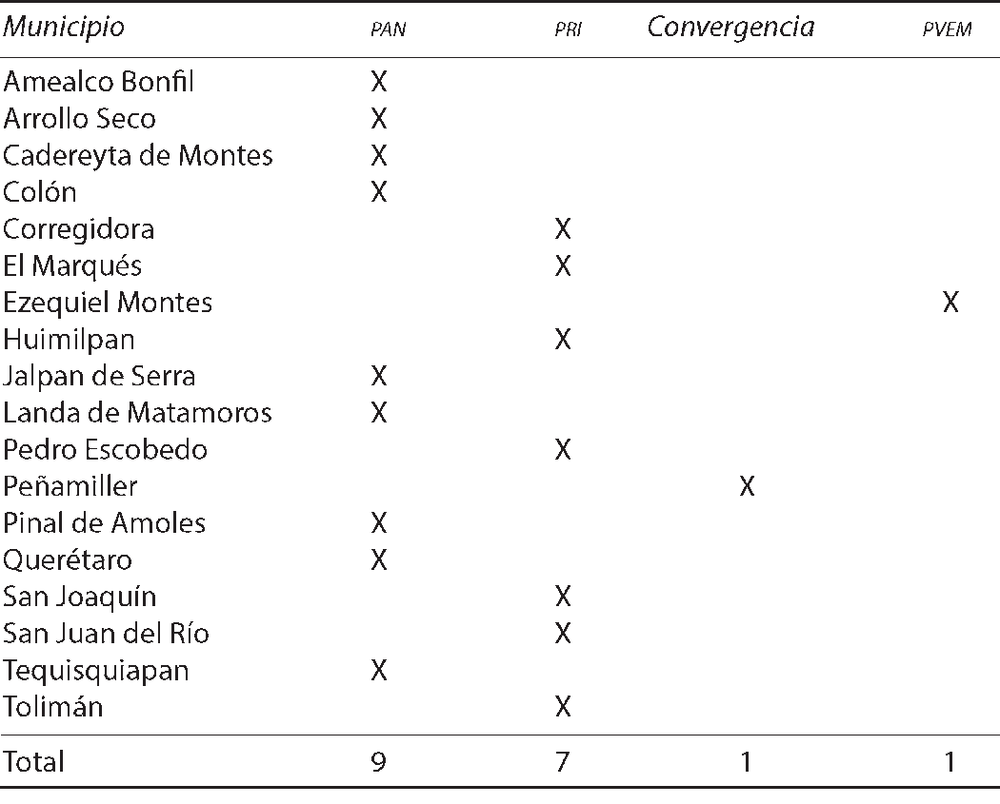 Municipio PAN PRI Convergencia PVEM
Amealco Bonfil X
Arrollo Seco X
Cadereyta de Montes X
Colón X
Corregidora X
El Marqués X
Ezequiel Montes X
Huimilpan X
Jalpan de Serra X
Landa de Matamoros X
Pedro Escobedo X
Peñamiller X
Pinal de Amoles X
Querétaro X
San Joaquín X
San Juan del Río X
Tequisquiapan X
Tolimán X
Total 9 7 1 1